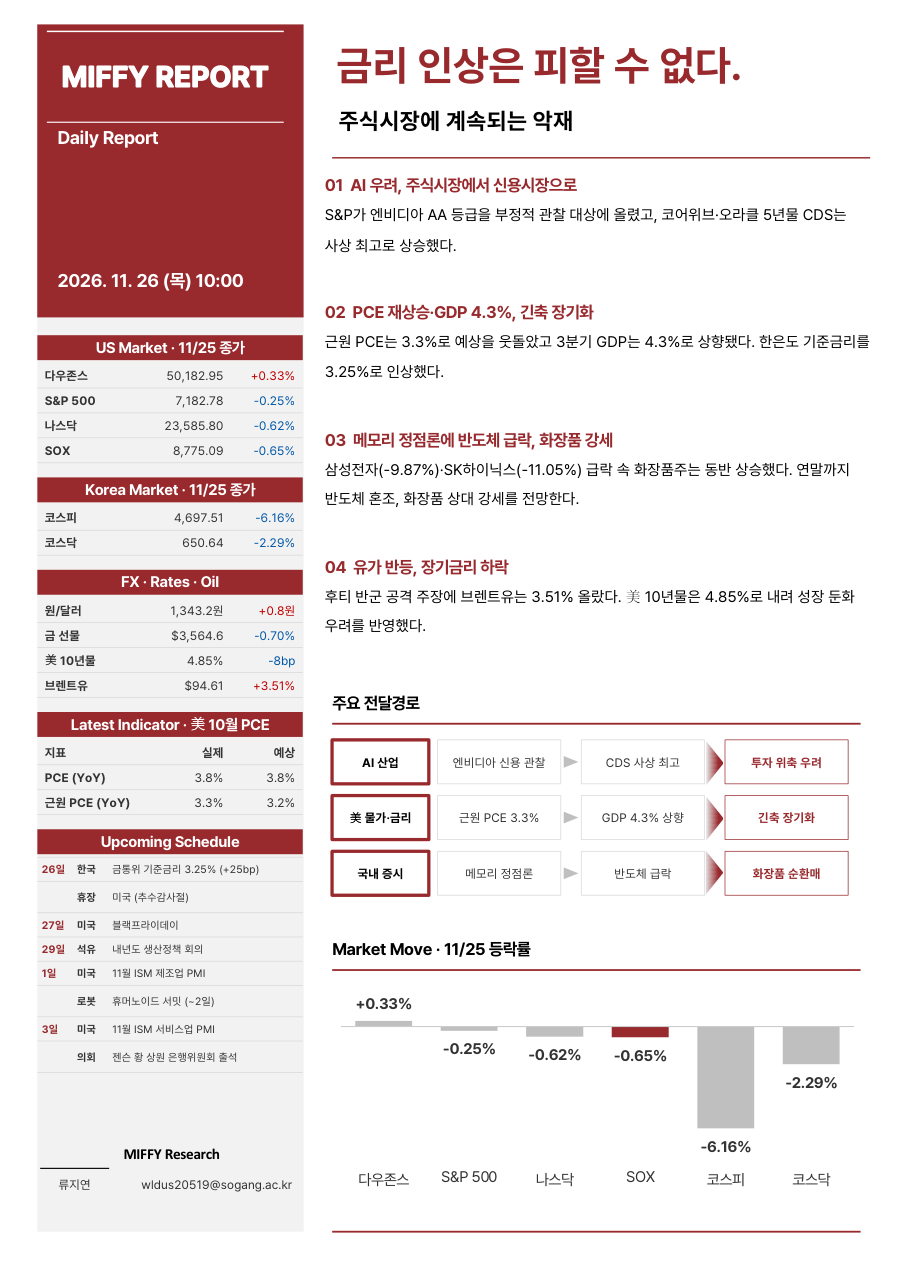 MIFFY REPORT
Daily Report
2026. 11. 26 (목) 10:00
US Market · 11/25 종가
다우존스 50,182.95 +0.33%
S&P 500 7,182.78 -0.25%
나스닥 23,585.80 -0.62%
SOX 8,775.09 -0.65%
Korea Market · 11/25 종가
코스피 4,697.51 -6.16%
코스닥 650.64 -2.29%
FX · Rates · Oil
원/달러 1,343.2원 +0.8원
금 선물 $3,564.6 -0.70%
美 10년물 4.85% -8bp
브렌트유 $94.61 +3.51%
Latest Indicator · 美 10월 PCE
지표 실제 예상
PCE (YoY) 3.8% 3.8%
근원 PCE (YoY) 3.3% 3.2%
Upcoming Schedule
26일 한국 금통위 기준금리 3.25% (+25bp)
휴장 미국 (추수감사절)
27일 미국 블랙프라이데이
29일 석유 내년도 생산정책 회의
1일 미국 11월 ISM 제조업 PMI
로봇 휴머노이드 서밋 (~2일)
3일 미국 11월 ISM 서비스업 PMI
의회 젠슨 황 상원 은행위원회 출석
MIFFY Research
류지연 wldus20519@sogang.ac.kr
금리 인상은 피할 수 없다.
주식시장에 계속되는 악재
01 AI 우려, 주식시장에서 신용시장으로
S&P가 엔비디아 AA 등급을 부정적 관찰 대상에 올렸고, 코어위브·오라클 5년물 CDS는
사상 최고로 상승했다.
02 PCE 재상승·GDP 4.3%, 긴축 장기화
근원 PCE는 3.3%로 예상을 웃돌았고 3분기 GDP는 4.3%로 상향됐다. 한은도 기준금리를
3.25%로 인상했다.
03 메모리 정점론에 반도체 급락, 화장품 강세
삼성전자(-9.87%)·SK하이닉스(-11.05%) 급락 속 화장품주는 동반 상승했다. 연말까지
반도체 혼조, 화장품 상대 강세를 전망한다.
04 유가 반등, 장기금리 하락
후티 반군 공격 주장에 브렌트유는 3.51% 올랐다. 美 10년물은 4.85%로 내려 성장 둔화
우려를 반영했다.
주요 전달경로
AI 산업 엔비디아 신용 관찰 CDS 사상 최고 투자 위축 우려
美 물가·금리 근원 PCE 3.3% GDP 4.3% 상향 긴축 장기화
국내 증시 메모리 정점론 반도체 급락 화장품 순환매
Market Move · 11/25 등락률
+0.33%
-0.25%
-0.62%
-0.65%
-6.16%
-2.29%
다우존스 S&P 500 나스닥 SOX 코스피 코스닥